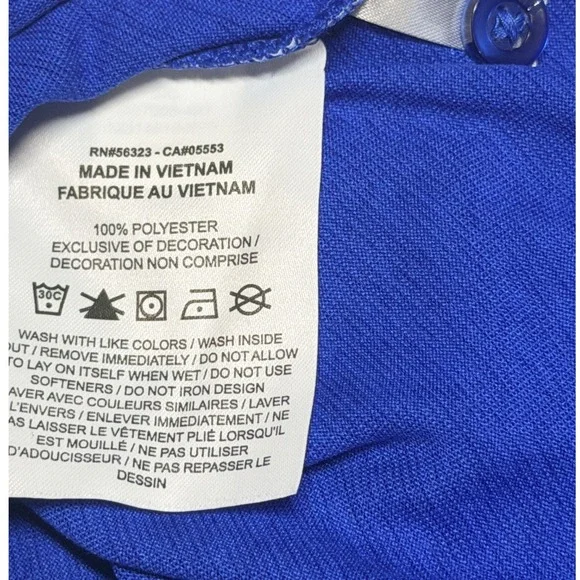 RN#56323 - CA#05553
MADE IN VIETNAM
FABRIQUE AU VIETNAM
100% POLYESTER
EXCLUSIVE OF DECORATION /
DECORATION NON COMPRISE
30C
WASH WITH LIKE COLORS / WASH INSIDE
OUT / REMOVE IMMEDIATELY / DO NOT ALLOW
TO LAY ON ITSELF WHEN WET / DO NOT USE
SOFTENERS / DO NOT IRON DESIGN
AVER AVEC COULEURS SIMILAIRES / LAVER
L'ENVERS / ENLEVER IMMEDIATEMENT / NE
AS LAISSER LE VÊTEMENT PLIÉ LORSQU'IL
EST MOUILLÉ / NE PAS UTILISER
D'ADOUCISSEUR / NE PAS REPASSER LE
DESSIN